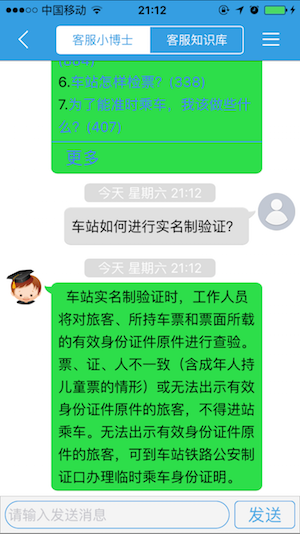 中国移动 21:12
客服小博士 客服知识库
6.车站怎样检票？(338)
7.为了能准时乘车，我该做些什
么？(407)
更多
今天 星期六 21:12
车站如何进行实名制验证？
今天 星期六 21:12
车站实名制验证时，工作人员
将对旅客、所持车票和票面所载
的有效身份证件原件进行查验。
票、证、人不一致（含成年人持
儿童票的情形）或无法出示有效
身份证件原件的旅客，不得进站
乘车。无法出示有效身份证件原
件的旅客，可到车站铁路公安制
证口办理临时乘车身份证明。
请输入发送消息 发送